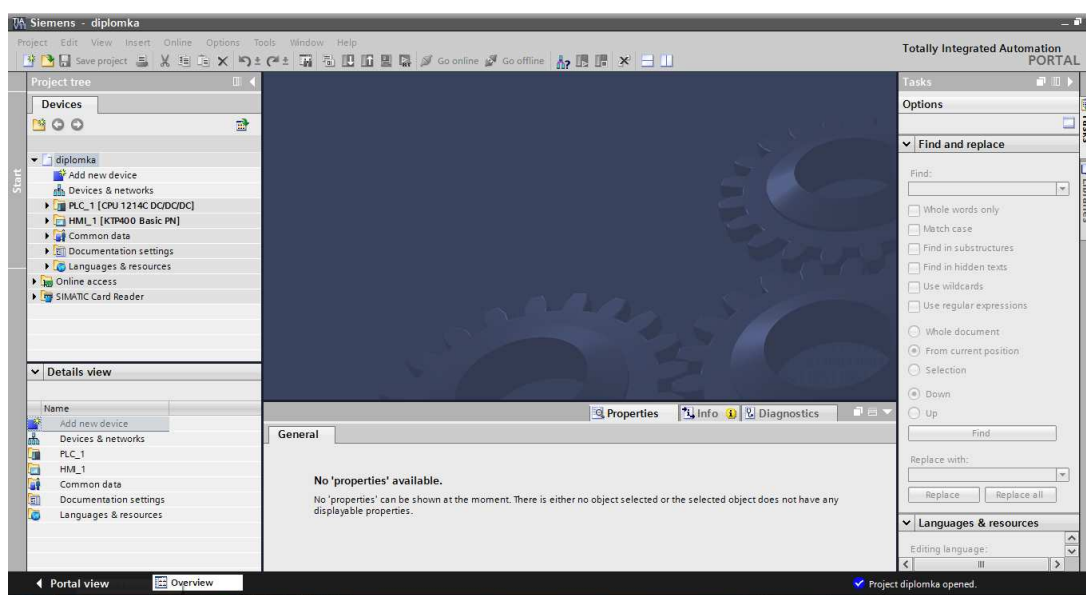 Siemens - diplomka
Project Edit View Insert Online Options Tools Window Help
Save project Go online Go offline
Totally Integrated Automation
PORTAL
Project tree
Devices
Start
diplomka
Add new device
Devices & networks
PLC_1 [CPU 1214C DC/DC/DC]
HMI_1 [KTP400 Basic PN]
Common data
Documentation settings
Languages & resources
Online access
SIMATIC Card Reader
Details view
Name
Add new device
Devices & networks
PLC_1
HMI_1
Common data
Documentation settings
Languages & resources
Properties Info Diagnostics
General
No 'properties' available.
No 'properties' can be shown at the moment. There is either no object selected or the selected object does not have any
displayable properties.
Tasks
Options
Find and replace
Find:
Whole words only
Match case
Find in substructures
Find in hidden texts
Use wildcards
Use regular expressions
Whole document
From current position
Selection
Down
Up
Find
Replace with:
Replace Replace all
Languages & resources
Editing language:
Tasks
Libraries
Portal view Overview
Project diplomka opened.